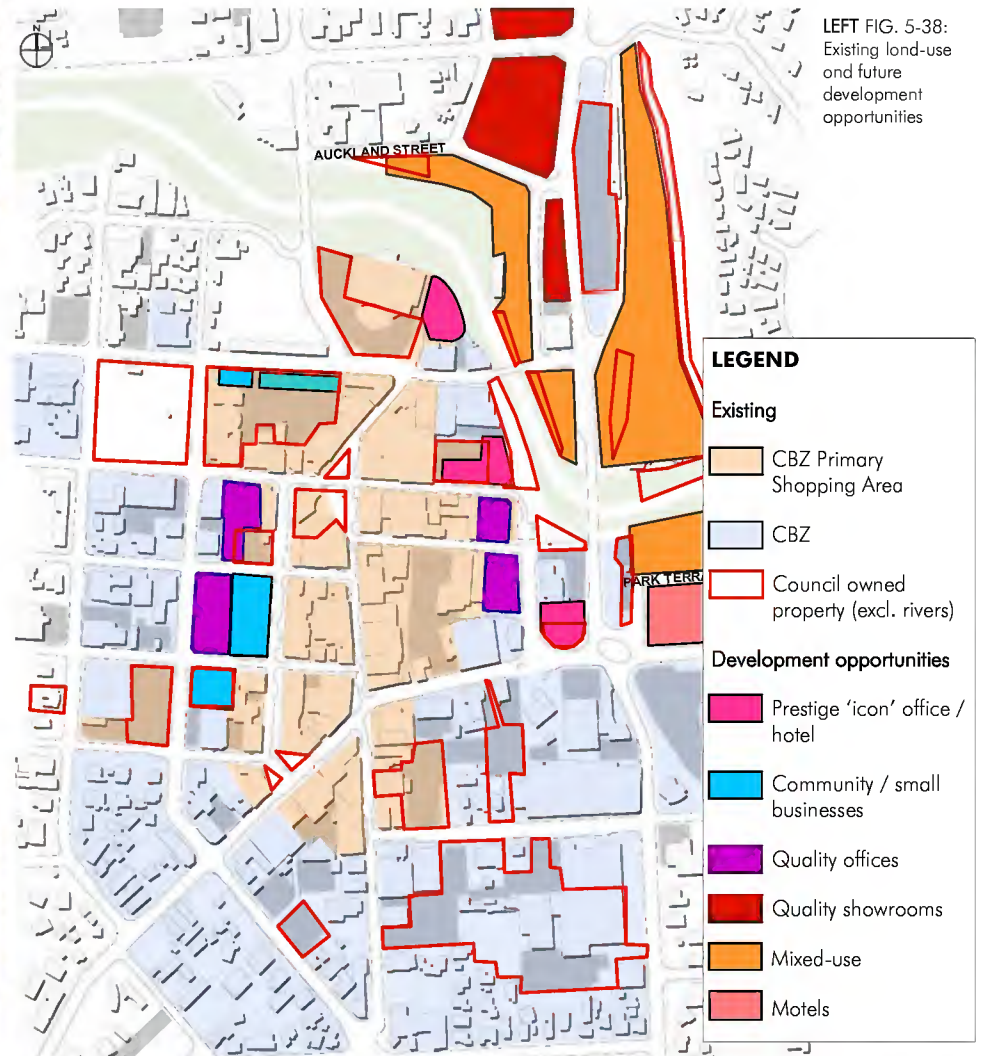 N
LEFT FIG. 5-38:
Existing lond-use
ond future
development
opportunities
AUCKLAND STREET
LEGEND
Existing
CBZ Primary
Shopping Area
CBZ
PARK TERRA
Council owned
property (excl. rivers)
Development opportunities
Prestige 'icon' office /
hotel
Community / small
businesses
Quality offices
Quality showrooms
Mixed-use
Motels